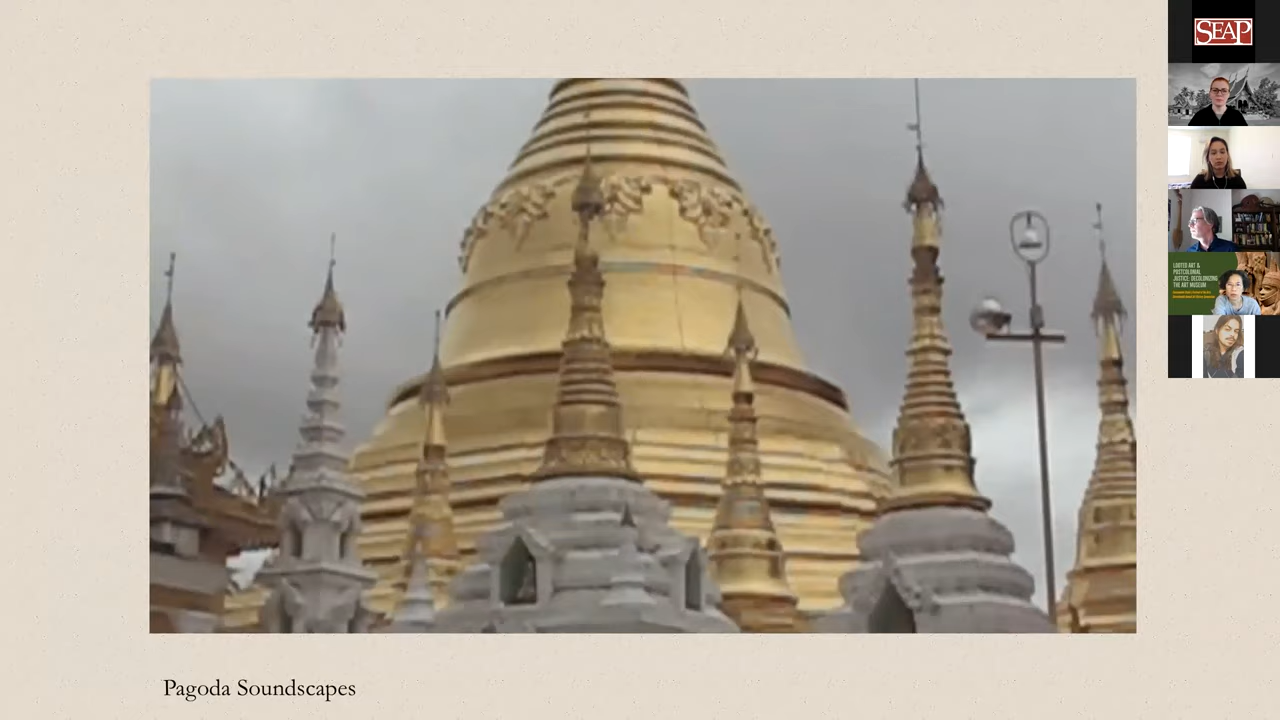 Pagoda Soundscapes
SEAP
LOOTED ART &
POSTCOLONIAL
JUSTICE: DECOLONIZING
THE ART MUSEUM